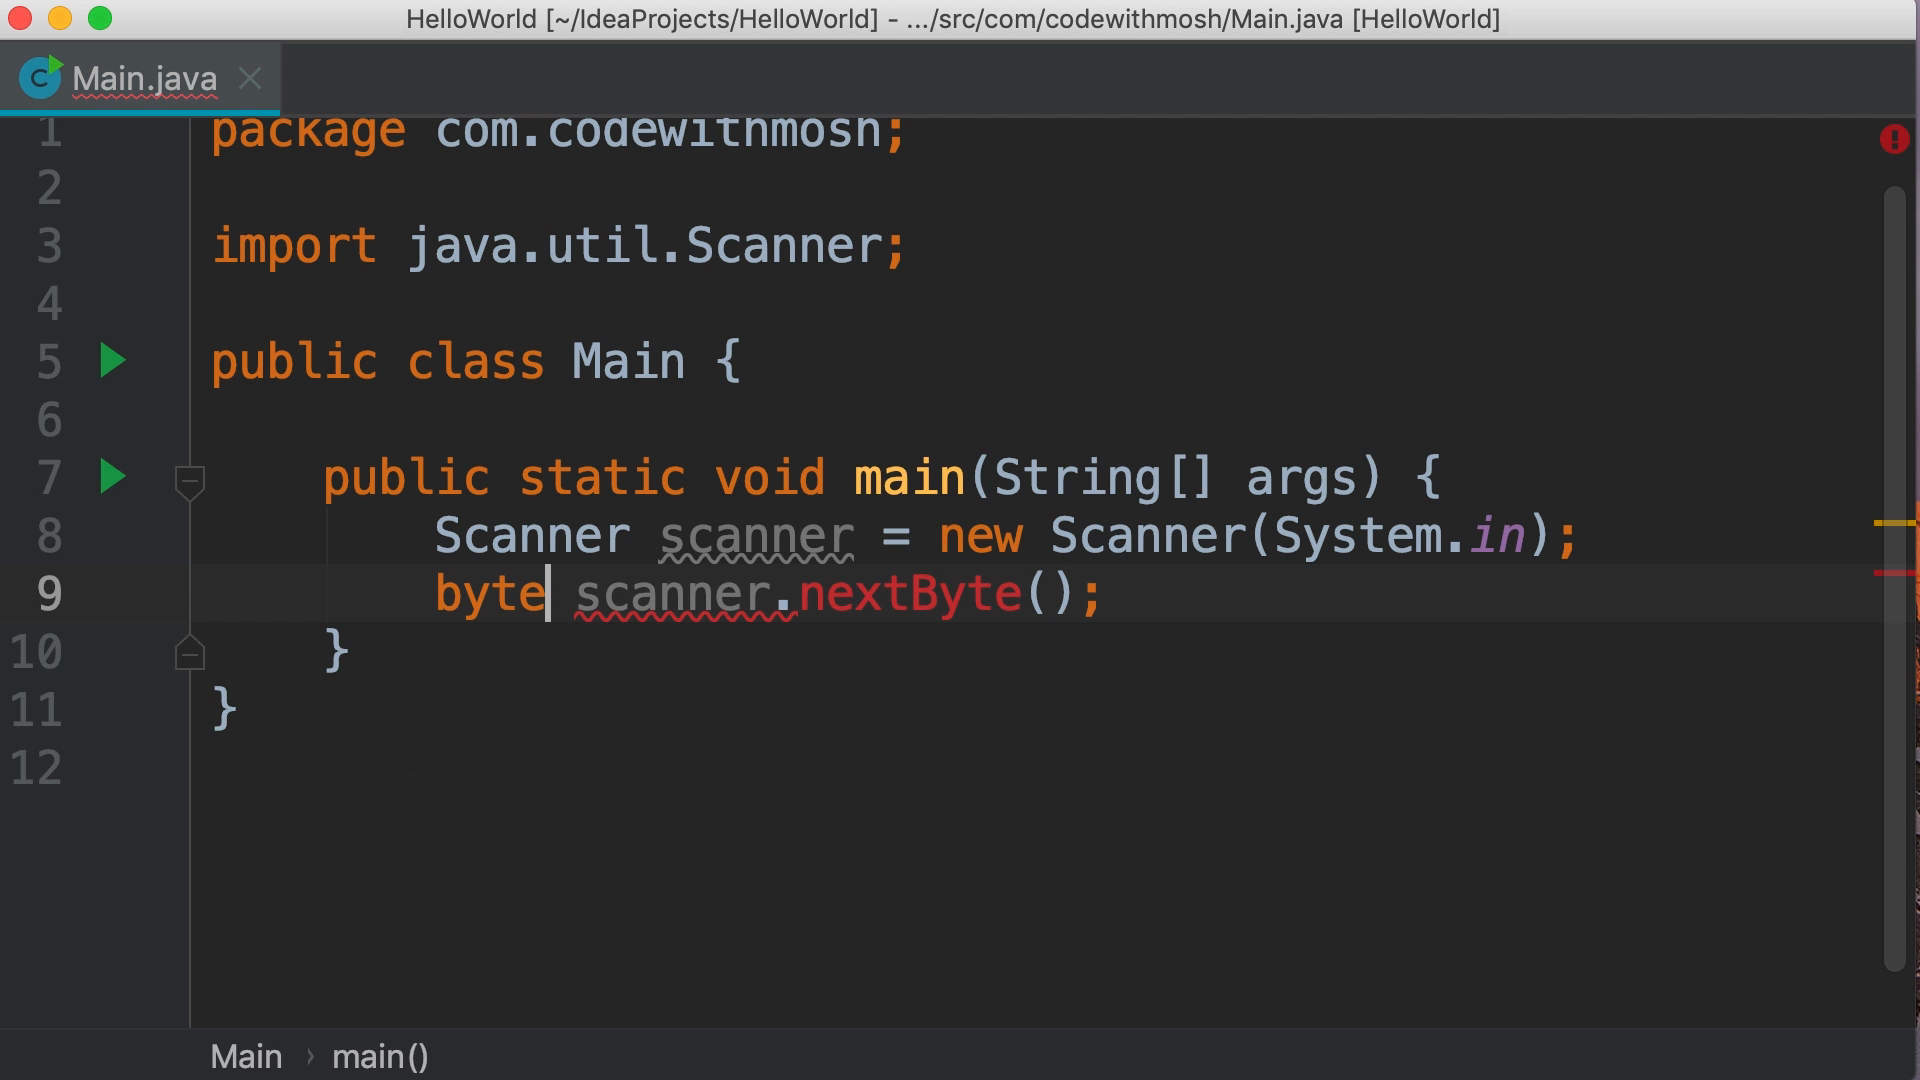 HelloWorld [~/IdeaProjects/HelloWorld] - .../src/com/codewithmosh/Main.java [HelloWorld]
C Main.java
1 package com.codewithmosh;
2
3 import java.util.Scanner;
4
5 public class Main {
6
7 public static void main(String[] args) {
8 Scanner scanner = new Scanner(System.in);
9 byte scanner.nextByte();
10 }
11 }
12
Main › main()